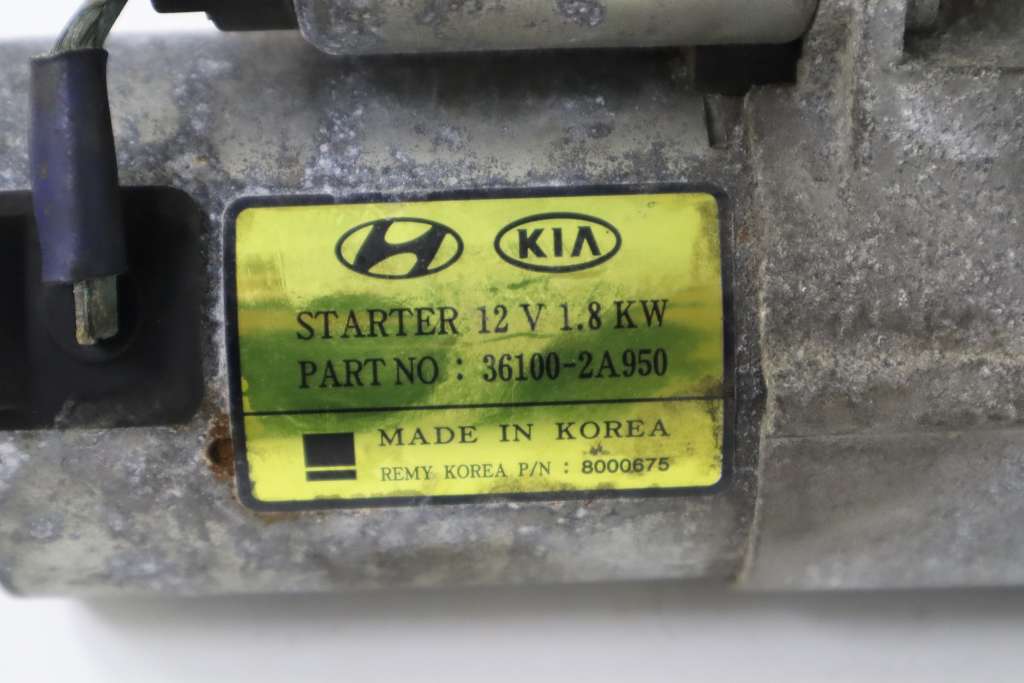 KIA
STARTER 12 V 1.8 KW
PART NO : 36100-2A950
MADE IN KOREA
REMY KOREA P/N : 8000675